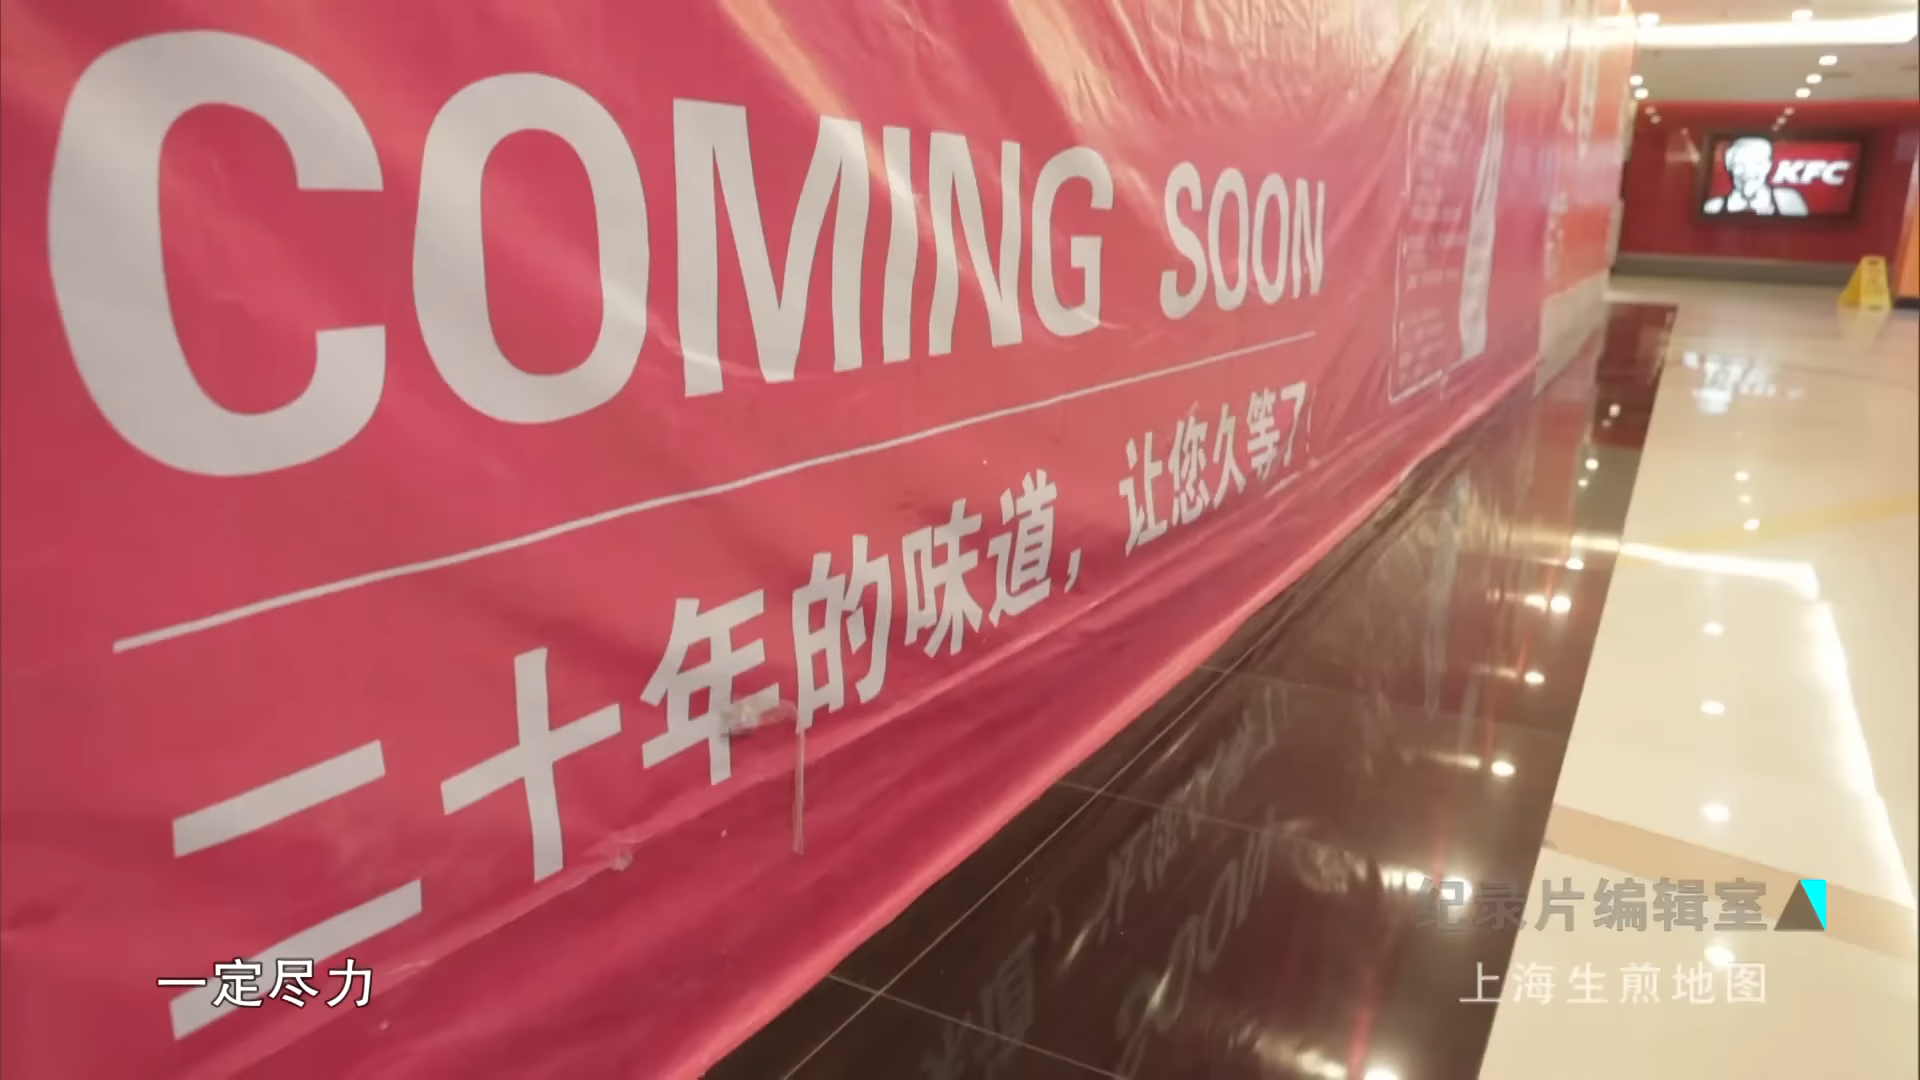 COMING SOON
二十年的味道，让您久等了!
KFC
纪录片编辑室
上海生煎地图
一定尽力